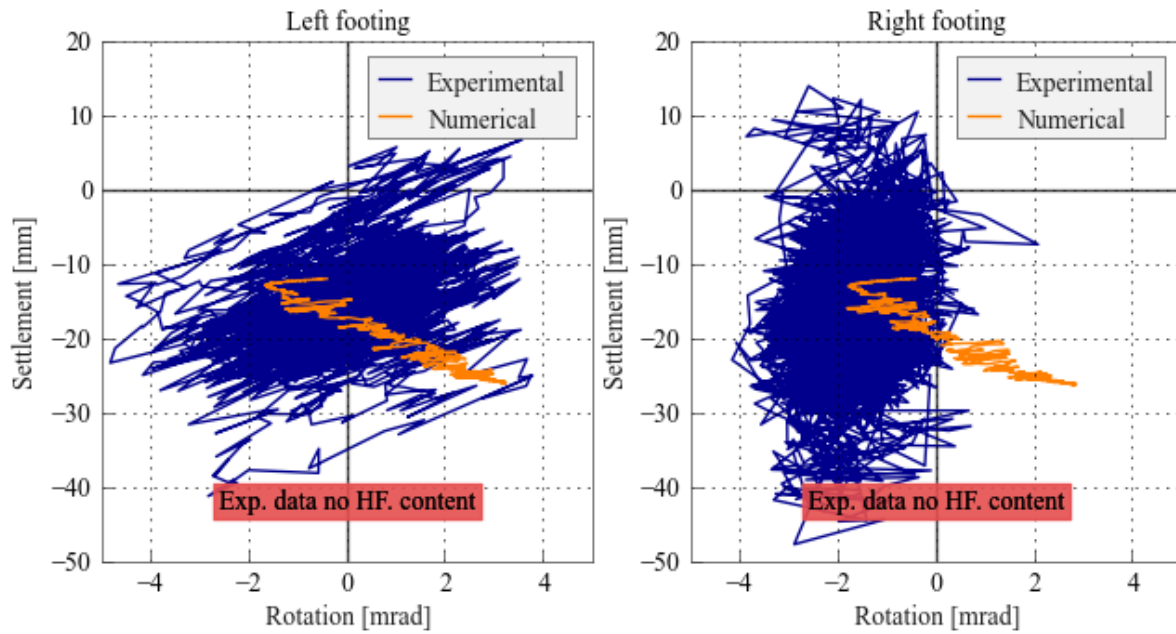 Left footing
20
10
0
−10
−20
−30
−40
−50
Settlement [mm]
Experimental
Numerical
Exp. data no HF. content
−4
−2
0
2
4
Rotation [mrad]
Right footing
20
10
0
−10
−20
−30
−40
−50
Settlement [mm]
Experimental
Numerical
Exp. data no HF. content
−4
−2
0
2
4
Rotation [mrad]